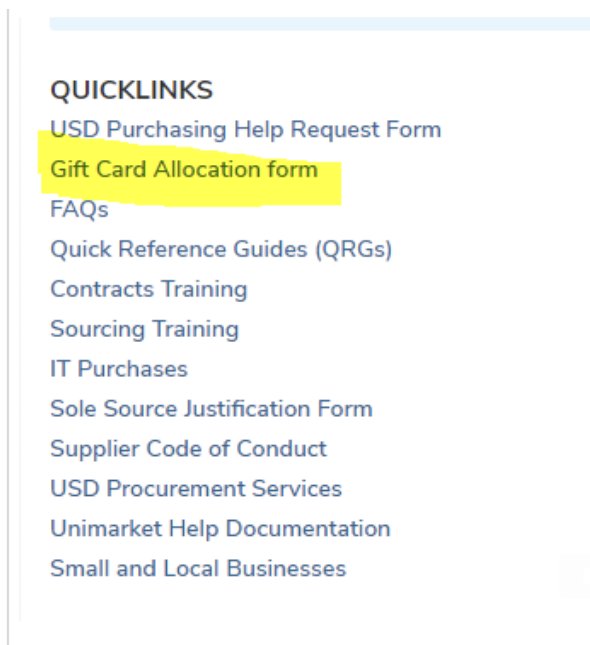 QUICKLINKS
USD Purchasing Help Request Form
Gift Card Allocation form
FAQs
Quick Reference Guides (QRGs)
Contracts Training
Sourcing Training
IT Purchases
Sole Source Justification Form
Supplier Code of Conduct
USD Procurement Services
Unimarket Help Documentation
Small and Local Businesses